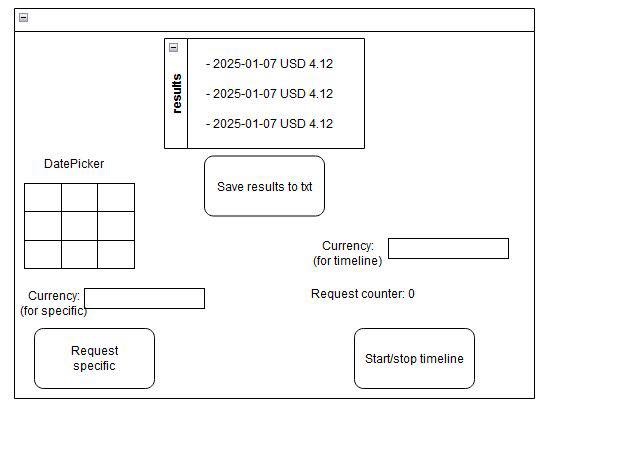 results
- 2025-01-07 USD 4.12
- 2025-01-07 USD 4.12
- 2025-01-07 USD 4.12
DatePicker
Save results to txt
Currency:
(for timeline)
Currency:
(for specific)
Request counter: 0
Request
specific
Start/stop timeline